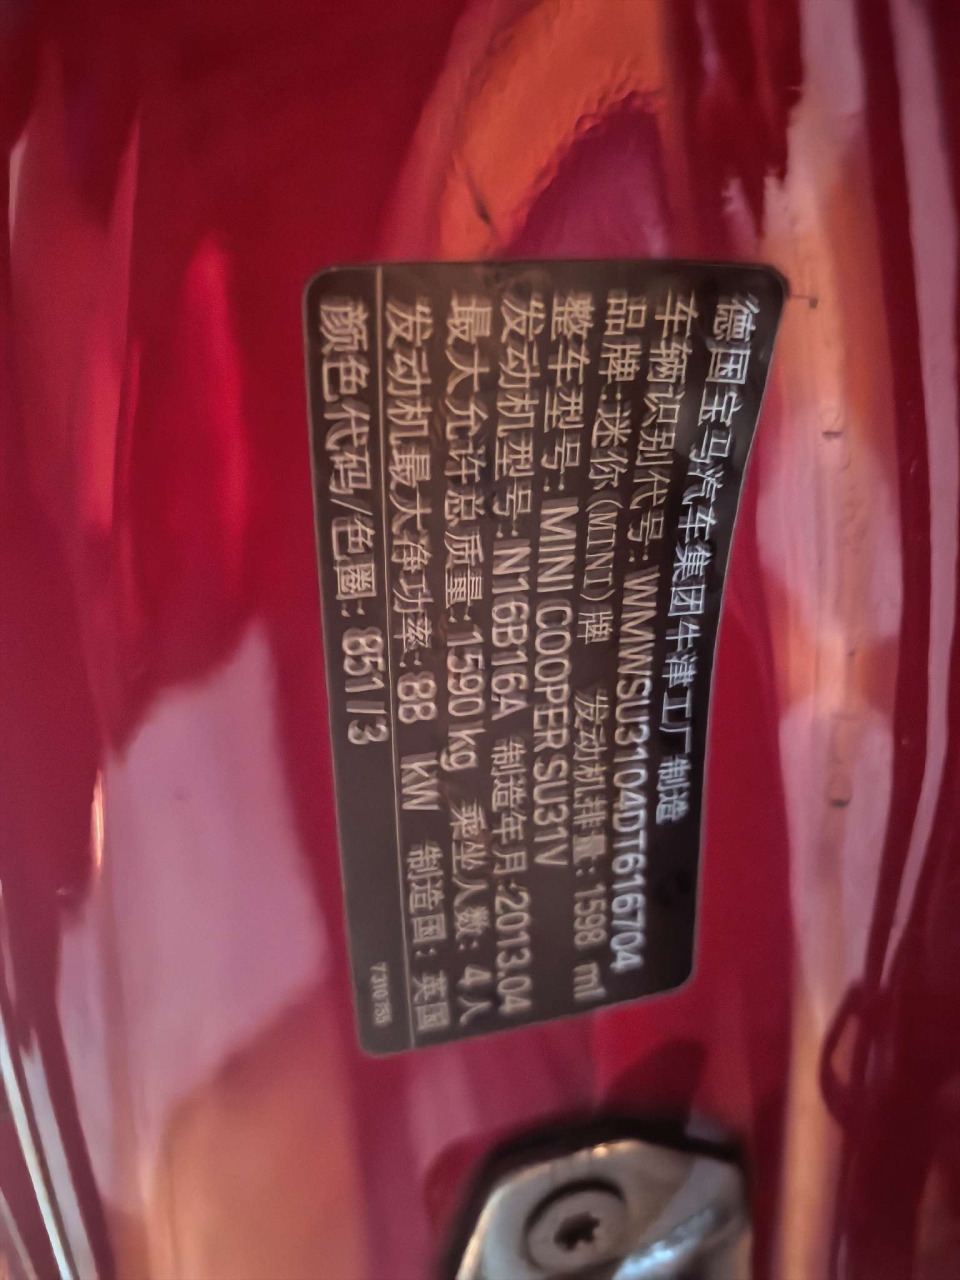 德国宝马汽车集团牛津工厂制造
车辆识别代号: WMWSU3104DT616704
品牌:迷你(MINI)牌 发动机排量: 1598 ml
整车型号: MINI COOPER SU31V
发动机型号: N16B16A 制造年月:2013.04
最大允许总质量:1590kg 乘坐人数: 4人
发动机最大净功率: 88 KW 制造国: 英国
颜色代码/色圈: 851//3